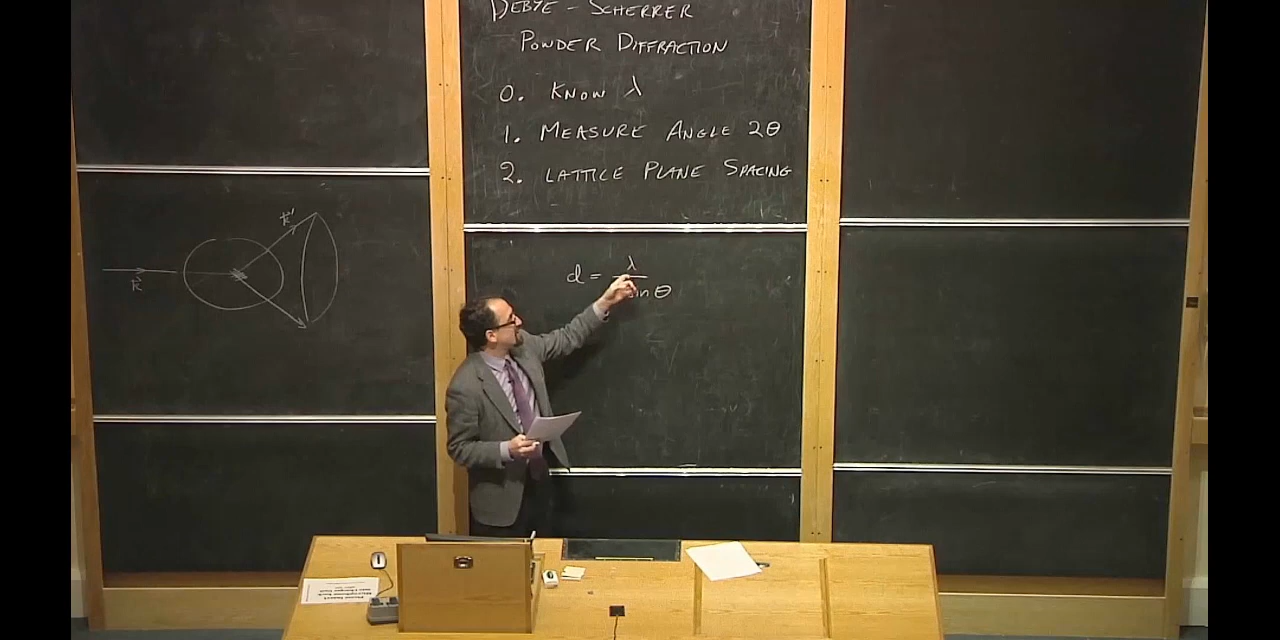 k
k'
DEBYE - SCHERRER
POWDER DIFFRACTION
0. KNOW λ
1. MEASURE ANGLE 2θ
2. LATTICE PLANE SPACING
d = λ
sin θ